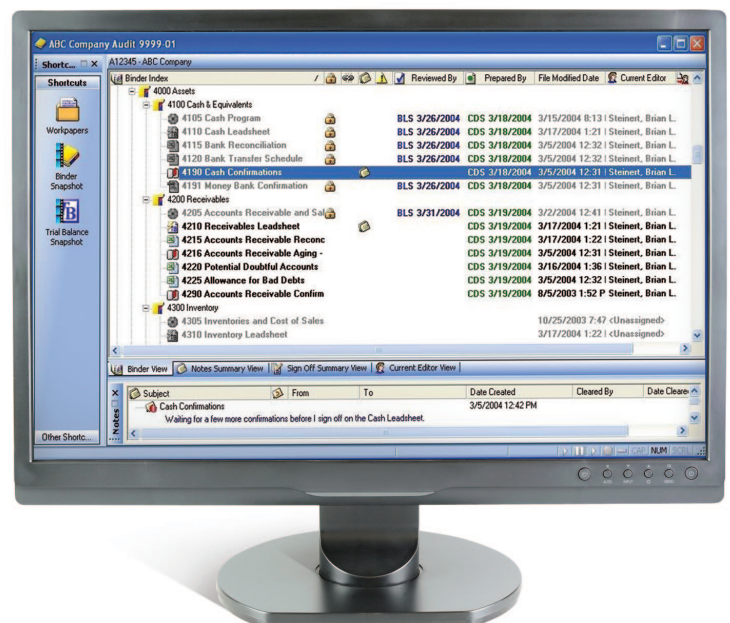 ABC Company Audit 9999-01
Shortc...
A12345 - ABC Company
Shortcuts
Workpapers
Binder
Snapshot
Trial Balance
Snapshot
Other Shortc...
Binder Index / Reviewed By Prepared By File Modified Date Current Editor
4000 Assets
4100 Cash & Equivalents
4105 Cash Program BLS 3/26/2004 CDS 3/18/2004 3/15/2004 8:13 Steinert, Brian L.
4110 Cash Leadsheet BLS 3/26/2004 CDS 3/18/2004 3/17/2004 1:21 Steinert, Brian L.
4115 Bank Reconciliation BLS 3/26/2004 CDS 3/18/2004 3/5/2004 12:32 Steinert, Brian L.
4120 Bank Transfer Schedule BLS 3/26/2004 CDS 3/18/2004 3/5/2004 12:32 Steinert, Brian L.
4190 Cash Confirmations CDS 3/18/2004 3/5/2004 12:31 Steinert, Brian L.
4191 Money Bank Confirmation BLS 3/26/2004 CDS 3/18/2004 3/5/2004 12:31 Steinert, Brian L.
4200 Receivables
4205 Accounts Receivable and Sal BLS 3/31/2004 CDS 3/19/2004 3/2/2004 12:41 Steinert, Brian L.
4210 Receivables Leadsheet CDS 3/19/2004 3/17/2004 1:21 Steinert, Brian L.
4215 Accounts Receivable Reconc CDS 3/19/2004 3/17/2004 1:22 Steinert, Brian L.
4216 Accounts Receivable Aging - CDS 3/19/2004 3/5/2004 12:31 Steinert, Brian L.
4220 Potential Doubtful Accounts CDS 3/19/2004 3/16/2004 1:36 Steinert, Brian L.
4225 Allowance for Bad Debts CDS 3/19/2004 3/5/2004 12:32 Steinert, Brian L.
4290 Accounts Receivable Confirm CDS 3/19/2004 8/5/2003 1:52 P Steinert, Brian L.
4300 Inventory
4305 Inventories and Cost of Sales 10/25/2003 7:47 <Unassigned>
4310 Inventory Leadsheet 3/17/2004 1:22 <Unassigned>
Binder View Notes Summary View Sign Off Summary View Current Editor View
Notes
Subject From To Date Created Cleared By Date Cleare
Cash Confirmations 3/5/2004 12:42 PM
Waiting for a few more confirmations before I sign off on the Cash Leadsheet.
CAP NUM SCRL